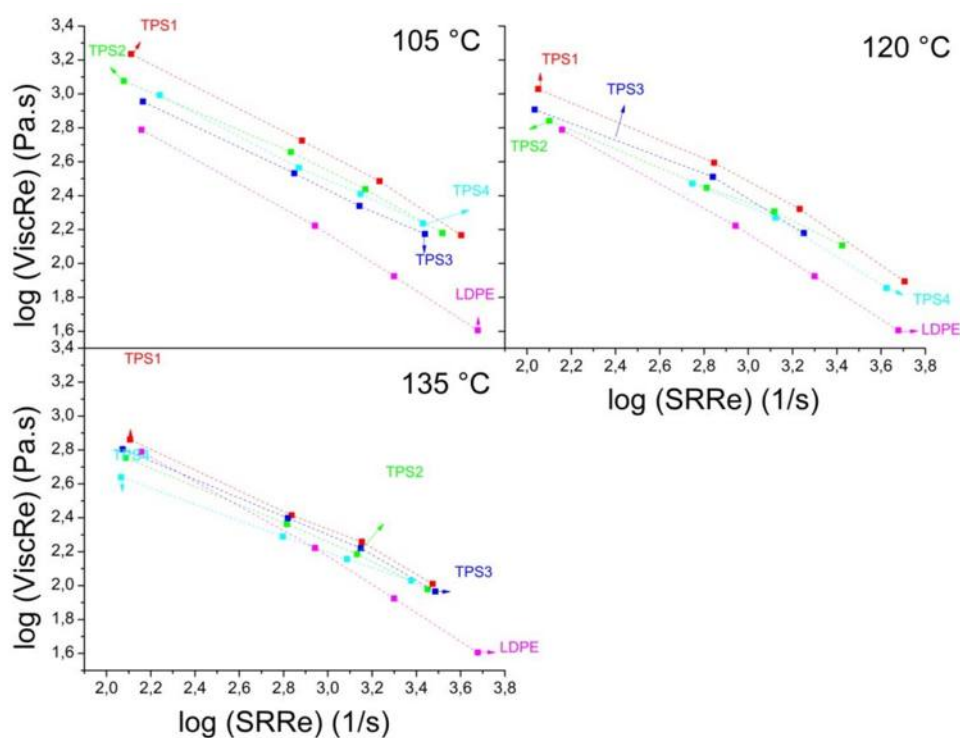 3,4
3,2
3,0
2,8
2,6
2,4
2,2
2,0
1,8
1,6
log (ViscRe) (Pa.s)
TPS1
TPS2
105 °C
TPS4
TPS3
LDPE
120 °C
TPS1
TPS3
TPS2
TPS4
LDPE
2,0 2,2 2,4 2,6 2,8 3,0 3,2 3,4 3,6 3,8
log (SRRe) (1/s)
3,4
3,2
3,0
2,8
2,6
2,4
2,2
2,0
1,8
1,6
log (ViscRe) (Pa.s)
TPS1
135 °C
TPS4
TPS2
TPS3
LDPE
2,0 2,2 2,4 2,6 2,8 3,0 3,2 3,4 3,6 3,8
log (SRRe) (1/s)